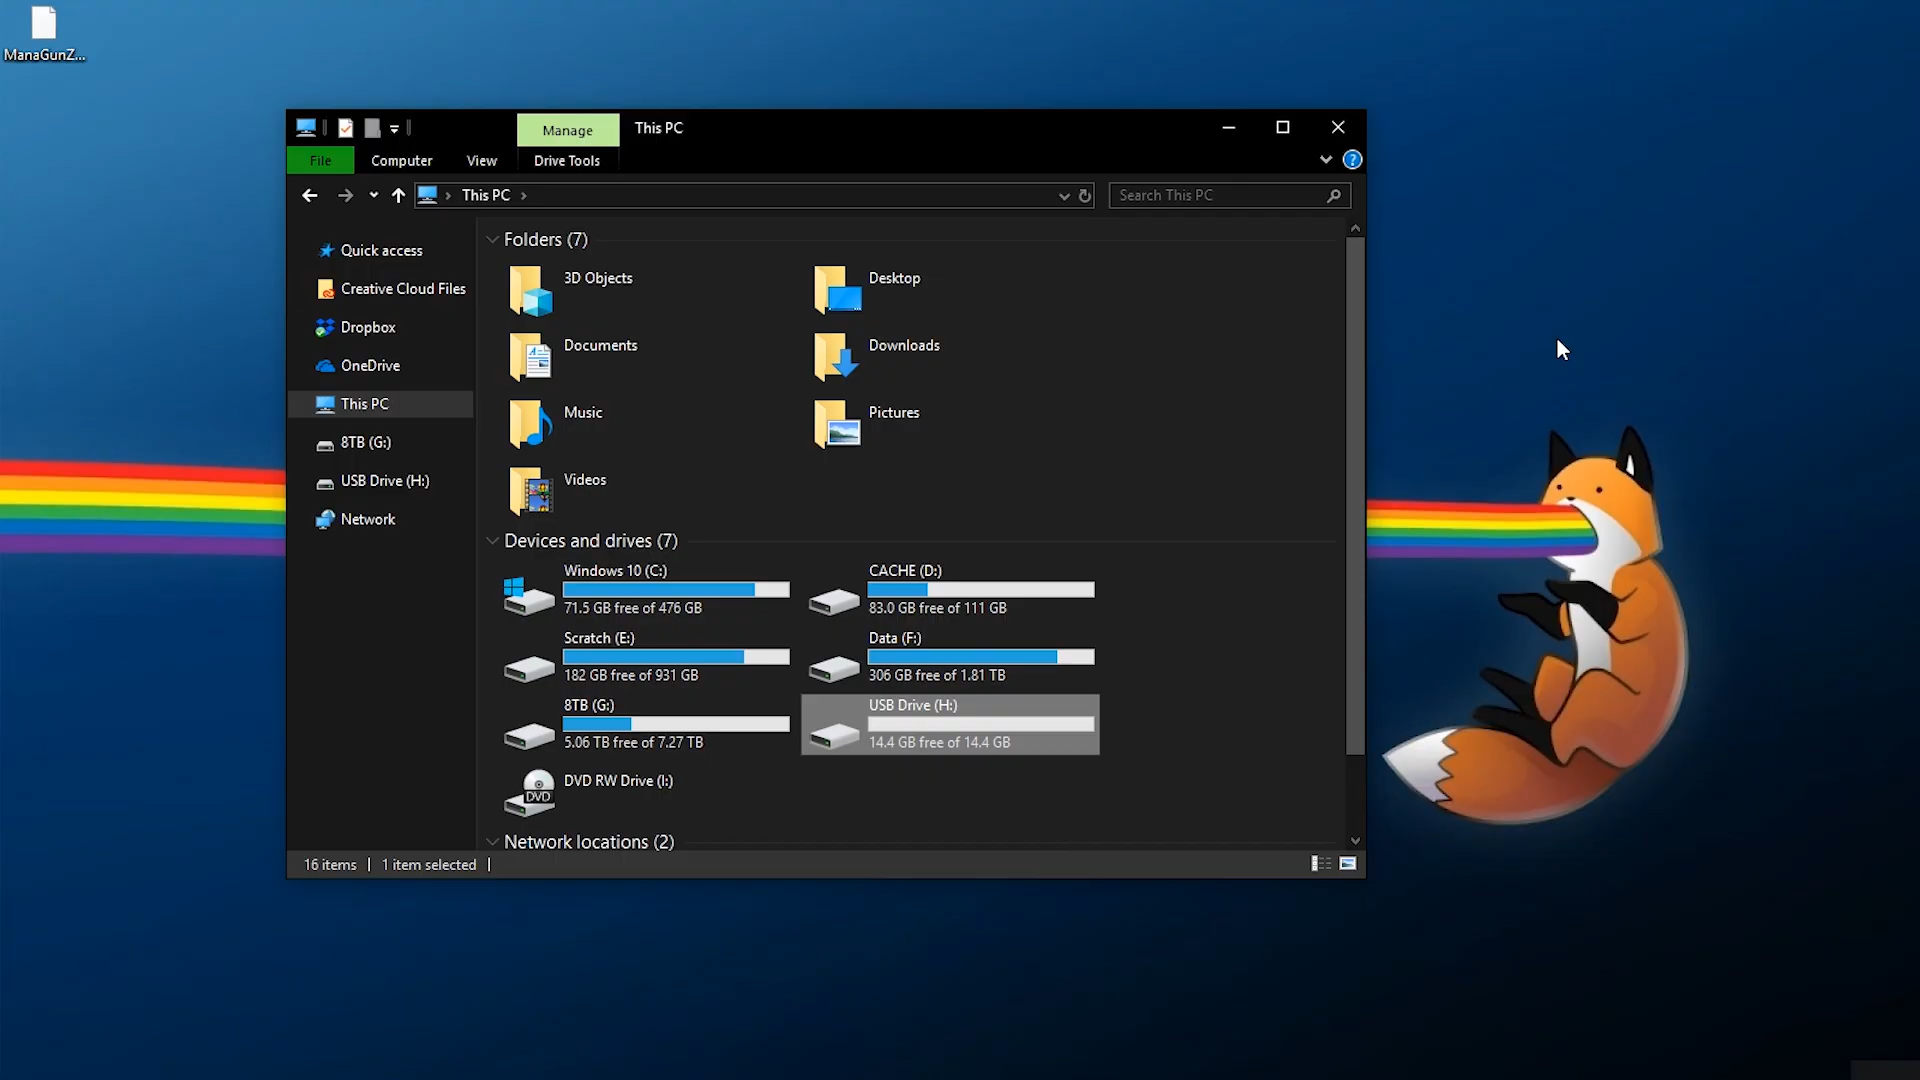 ManaGunZ...
Manage
This PC
File
Computer
View
Drive Tools
This PC
Search This PC
Quick access
Creative Cloud Files
Dropbox
OneDrive
This PC
8TB (G:)
USB Drive (H:)
Network
Folders (7)
3D Objects
Desktop
Documents
Downloads
Music
Pictures
Videos
Devices and drives (7)
Windows 10 (C:)
71.5 GB free of 476 GB
CACHE (D:)
83.0 GB free of 111 GB
Scratch (E:)
182 GB free of 931 GB
Data (F:)
306 GB free of 1.81 TB
8TB (G:)
5.06 TB free of 7.27 TB
USB Drive (H:)
14.4 GB free of 14.4 GB
DVD
DVD RW Drive (I:)
Network locations (2)
16 items
1 item selected